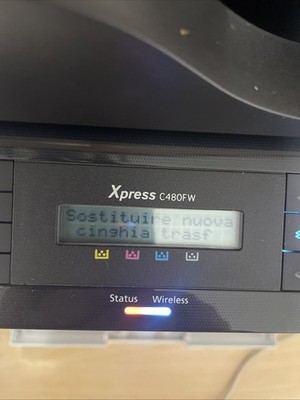 Xpress C480FW
Sostituire nuova
cinghia trasf
Status Wireless